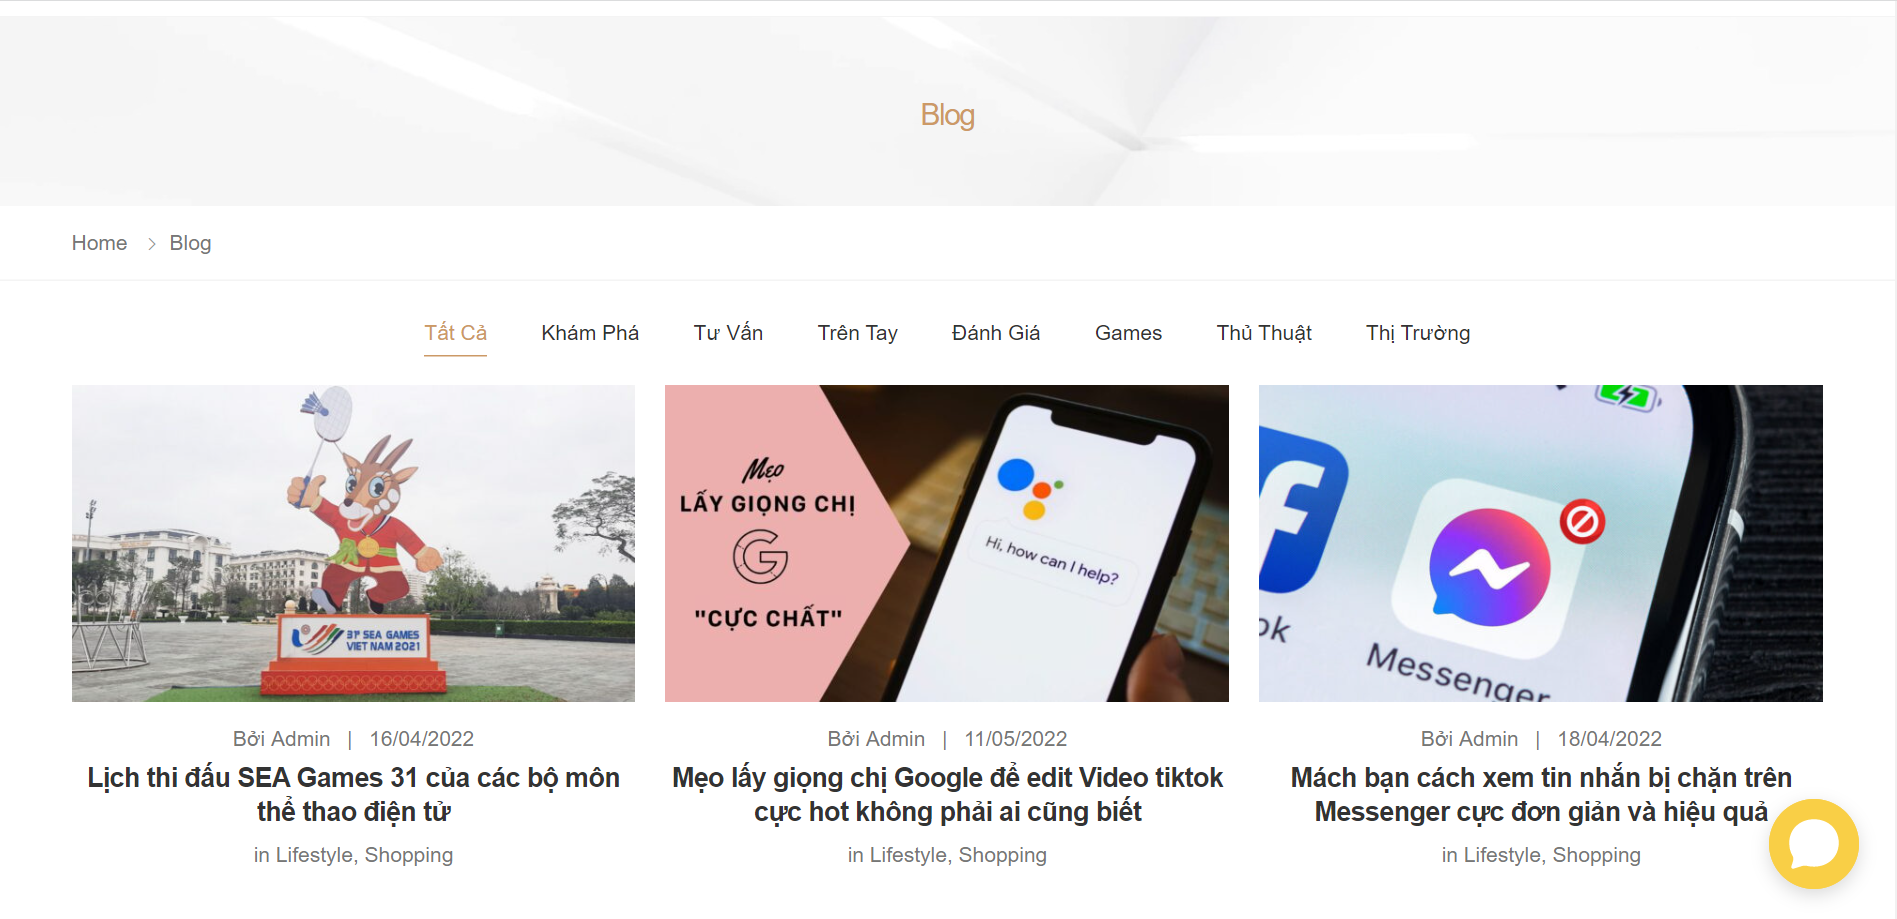 Blog
Home
Blog
Tất Cả
Khám Phá
Tư Vấn
Trên Tay
Đánh Giá
Games
Thủ Thuật
Thị Trường
31st SEA GAMES
VIET NAM 2021
Bởi Admin | 16/04/2022
Lịch thi đấu SEA Games 31 của các bộ môn
thể thao điện tử
in Lifestyle, Shopping
Mẹo
LẤY GIỌNG CHỊ
G
"CỰC CHẤT"
Hi, how can I help?
Bởi Admin | 11/05/2022
Mẹo lấy giọng chị Google để edit Video tiktok
cực hot không phải ai cũng biết
in Lifestyle, Shopping
f
ok
Messenger
Bởi Admin | 18/04/2022
Mách bạn cách xem tin nhắn bị chặn trên
Messenger cực đơn giản và hiệu quả
in Lifestyle, Shopping